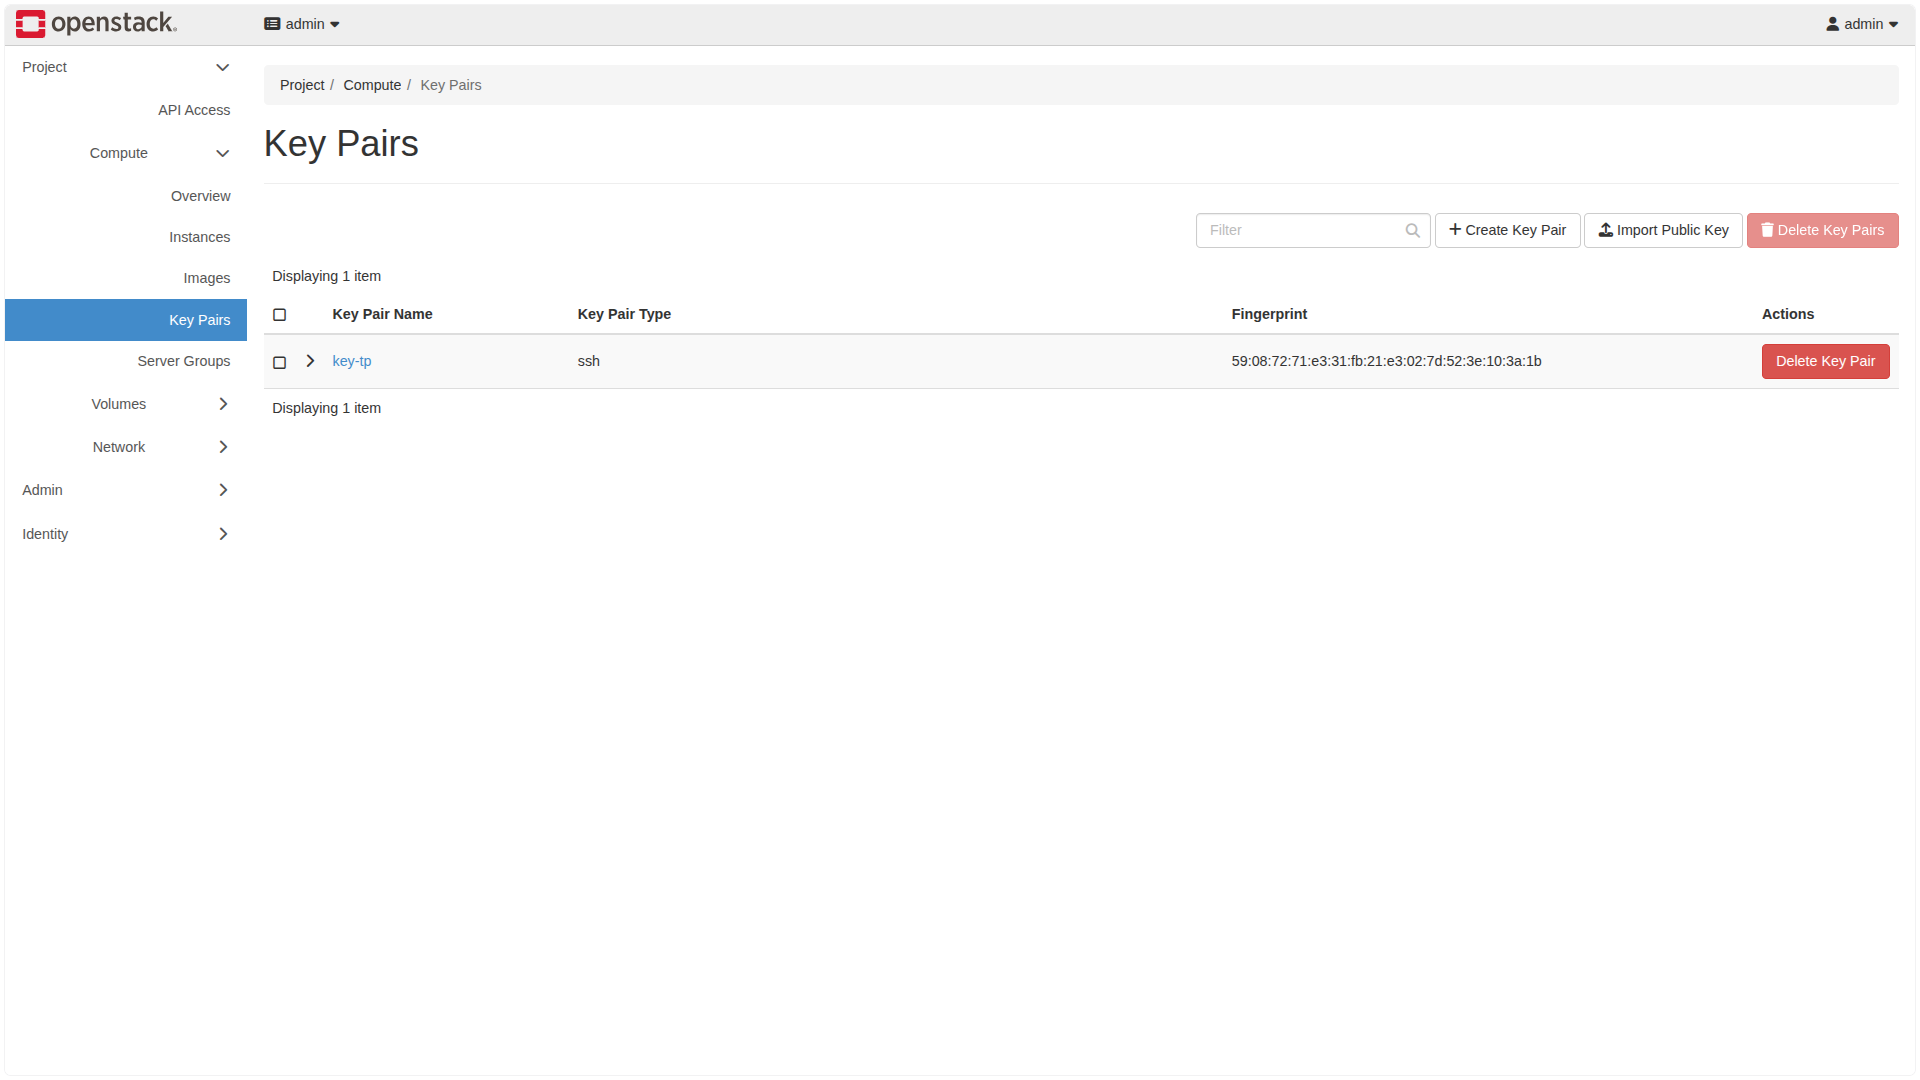 openstack. admin admin
Project
API Access
Compute
Overview
Instances
Images
Key Pairs
Server Groups
Volumes
Network
Admin
Identity
Project / Compute / Key Pairs
Key Pairs
Filter Create Key Pair Import Public Key Delete Key Pairs
Displaying 1 item
Key Pair Name Key Pair Type Fingerprint Actions
key-tp ssh 59:08:72:71:e3:31:fb:21:e3:02:7d:52:3e:10:3a:1b Delete Key Pair
Displaying 1 item